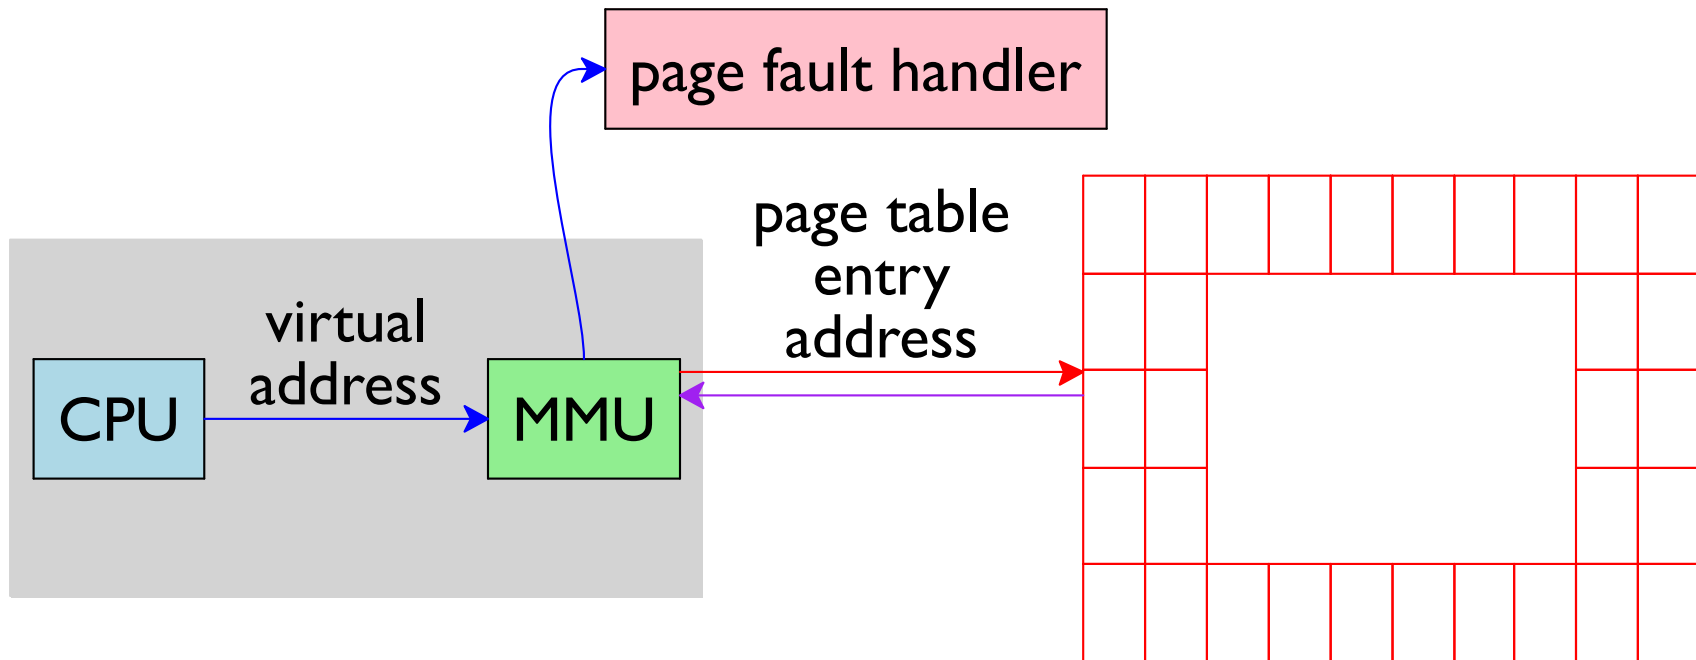 page fault handler
page table
entry
address
virtual
address
CPU
MMU